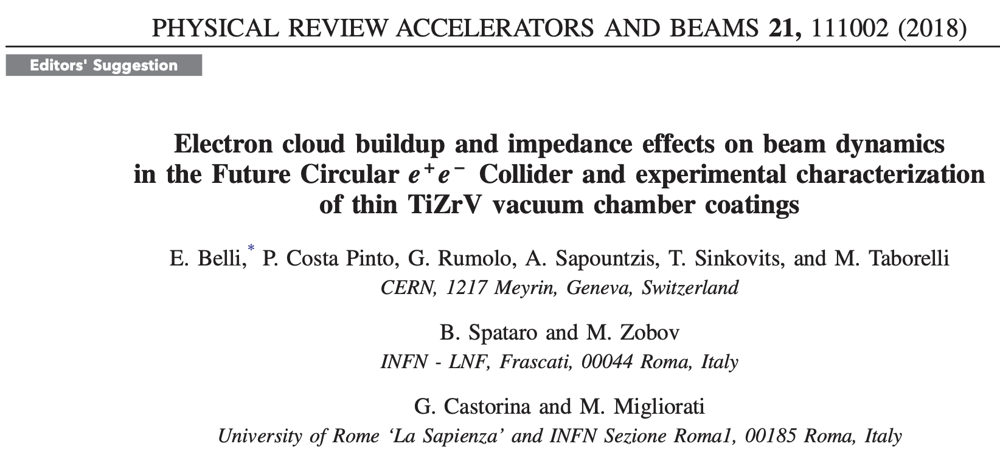 PHYSICAL REVIEW ACCELERATORS AND BEAMS 21, 111002 (2018)
Editors' Suggestion
Electron cloud buildup and impedance effects on beam dynamics
in the Future Circular e⁺e⁻ Collider and experimental characterization
of thin TiZrV vacuum chamber coatings
E. Belli,* P. Costa Pinto, G. Rumolo, A. Sapountzis, T. Sinkovits, and M. Taborelli
CERN, 1217 Meyrin, Geneva, Switzerland
B. Spataro and M. Zobov
INFN - LNF, Frascati, 00044 Roma, Italy
G. Castorina and M. Migliorati
University of Rome ‘La Sapienza’ and INFN Sezione Roma1, 00185 Roma, Italy